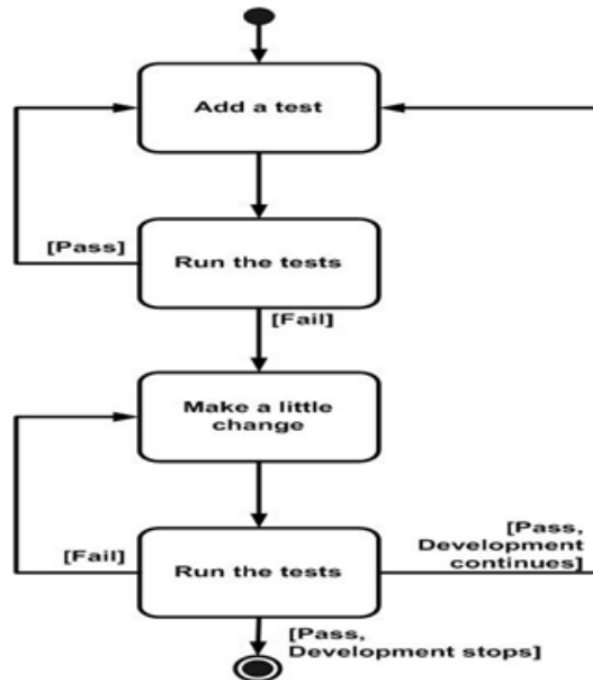 Add a test
[Pass]
Run the tests
[Fail]
Make a little
change
[Fail]
Run the tests
[Pass,
Development
continues]
[Pass,
Development stops]